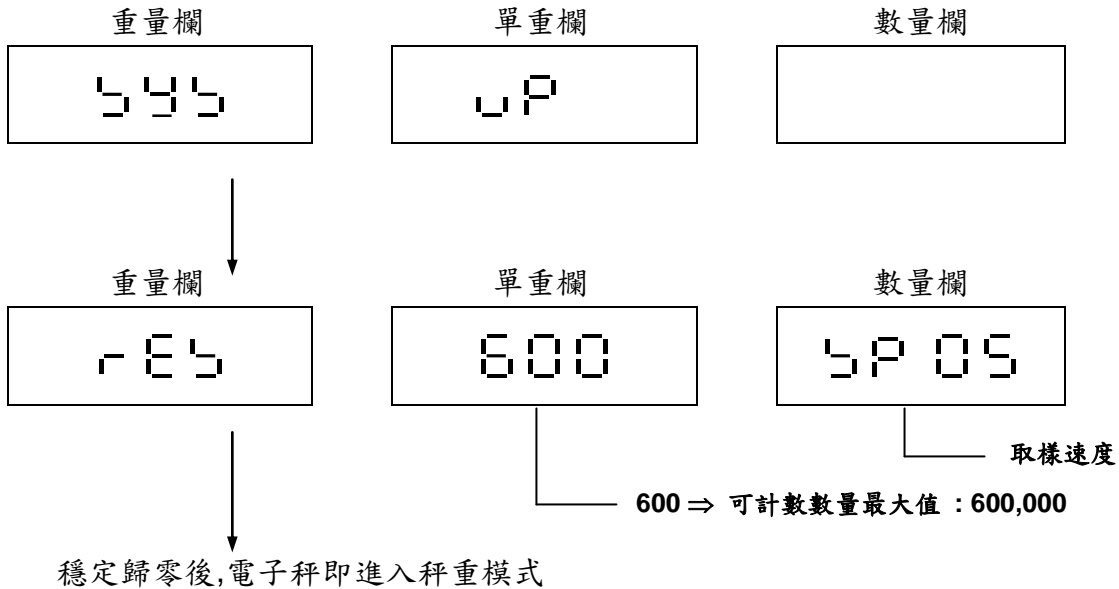 重量欄 單重欄 數量欄
SYS uP
重量欄 單重欄 數量欄
rES 600 SP 05
取樣速度
600 ⇒ 可計數數量最大值 : 600,000
穩定歸零後,電子秤即進入秤重模式